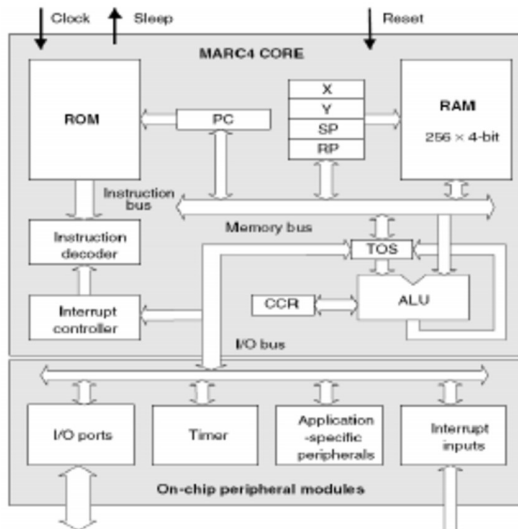 Clock
Sleep
Reset
MARC4 CORE
ROM
PC
X
Y
SP
RP
RAM
256 × 4-bit
Instruction
bus
Memory bus
Instruction
decoder
TOS
CCR
ALU
Interrupt
controller
I/O bus
I/O ports
Timer
Application
-specific
peripherals
Interrupt
inputs
On-chip peripheral modules